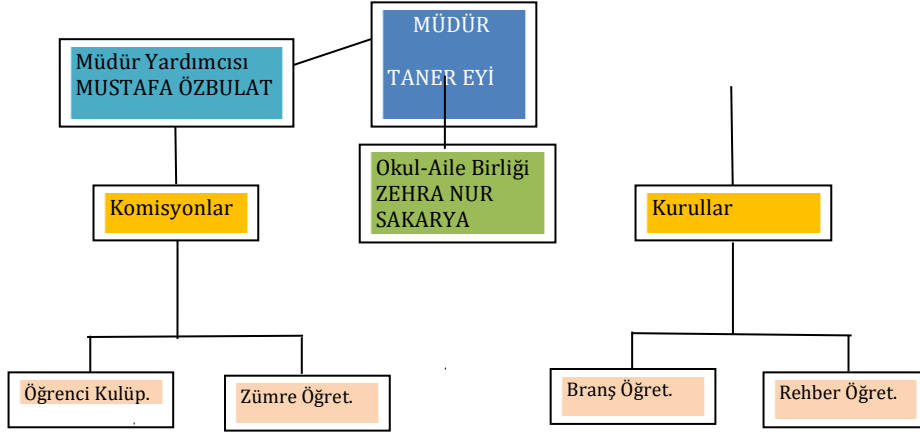 MÜDÜR
TANER EYİ
Müdür Yardımcısı
MUSTAFA ÖZBULAT
Okul-Aile Birliği
ZEHRA NUR
SAKARYA
Komisyonlar
Kurullar
Öğrenci Kulüp.
Zümre Öğret.
Branş Öğret.
Rehber Öğret.